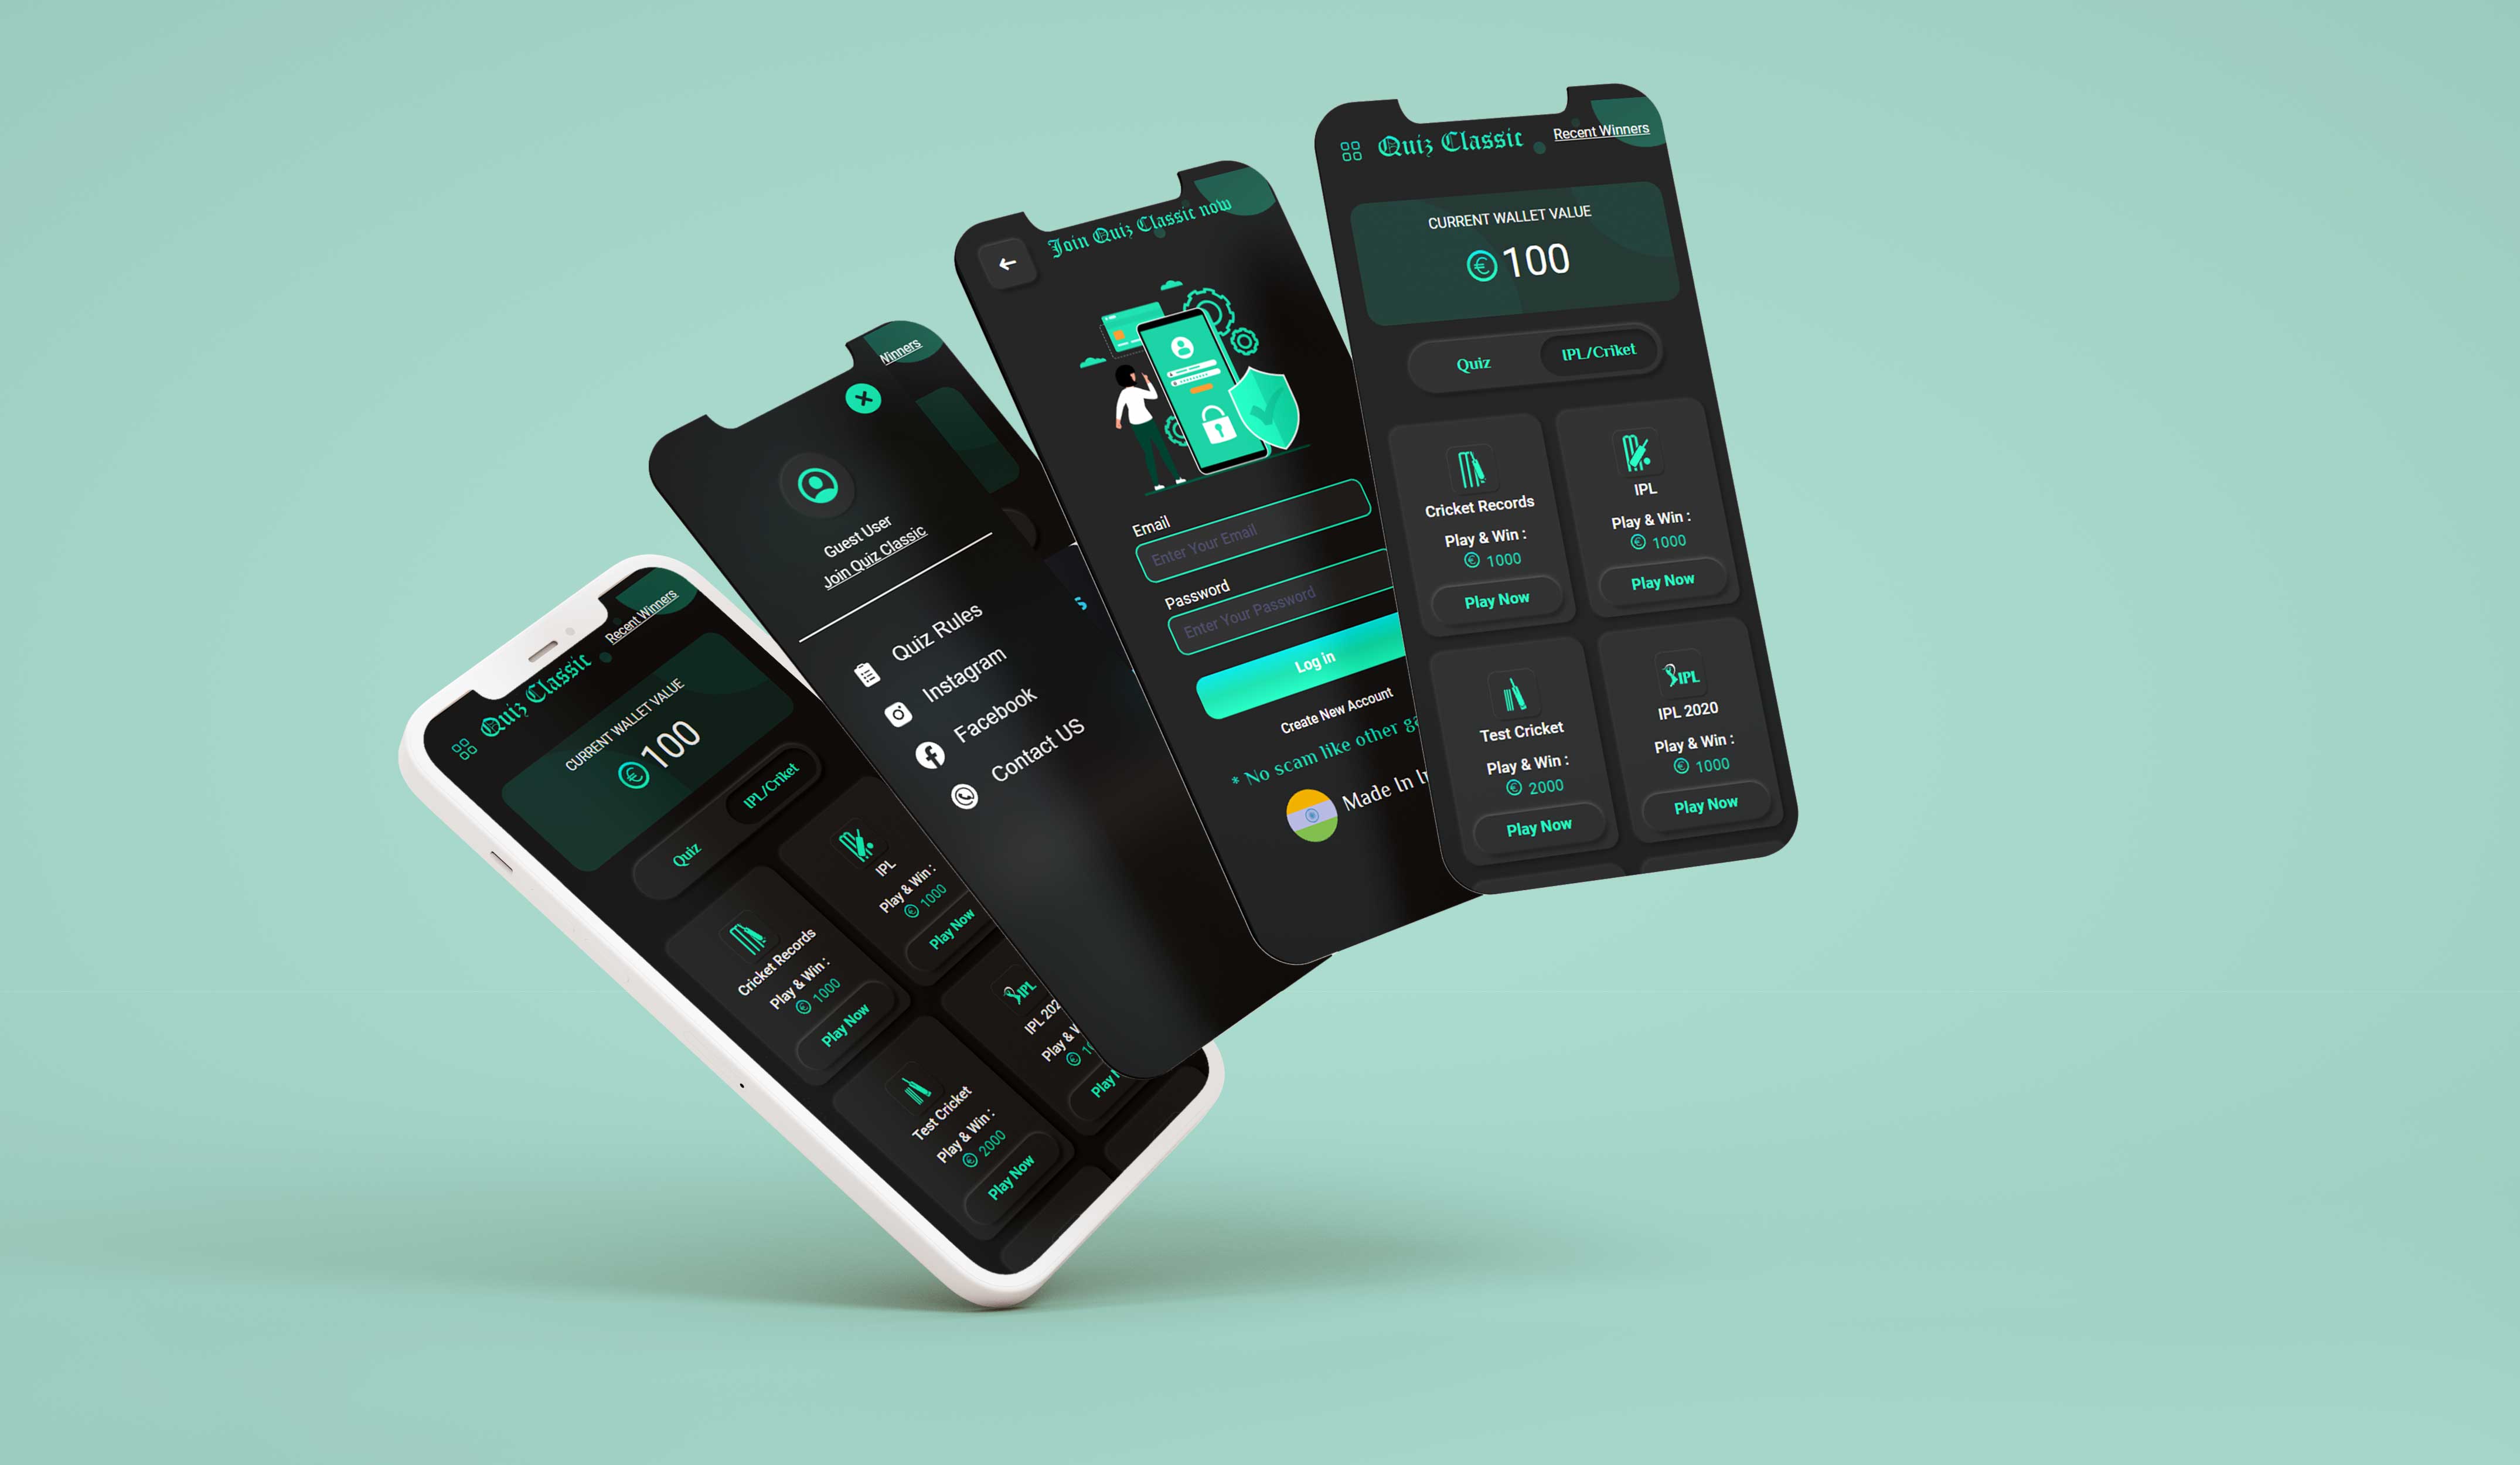 Quiz Classic
Recent Winners
CURRENT WALLET VALUE
100
Quiz
IPL/Criket
Cricket Records
Play & Win :
1000
Play Now
IPL
Play & Win :
1000
Play Now
Test Cricket
Play & Win :
2000
Play Now
IPL
IPL 202
Play &
Play
Winners
Guest User
Join Quiz Classic
Quiz Rules
Instagram
Facebook
Contact US
Join Quiz Classic now
Email
Enter Your Email
Password
Enter Your Password
Log in
Create New Account
* No scam like other
Made In
Quiz Classic
Recent Winners
CURRENT WALLET VALUE
100
Quiz
IPL/Criket
Cricket Records
Play & Win :
1000
Play Now
IPL
Play & Win :
1000
Play Now
Test Cricket
Play & Win :
2000
Play Now
IPL
IPL 2020
Play & Win :
1000
Play Now